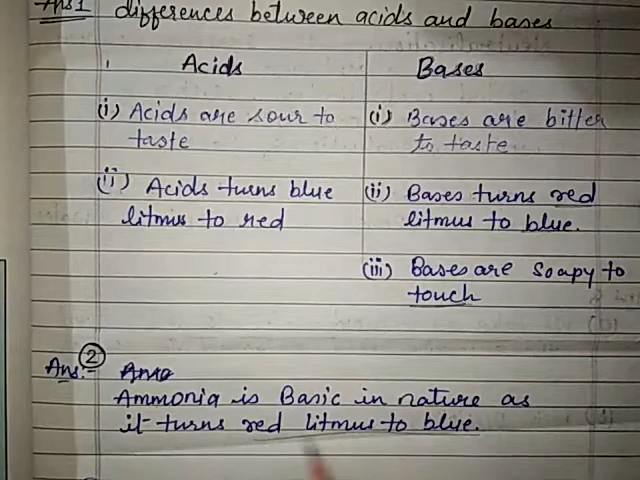 Ans 1 differences between acids and bases
Acids
Bases
(i) Acids are sour to
taste
(i) Bases are bitter
to taste
(ii) Acids turns blue
litmus to red
(ii) Bases turns red
litmus to blue.
(iii) Bases are soapy to
touch
Ans:- 2 Ans
Ammonia is Basic in nature as
it turns red litmus to blue.